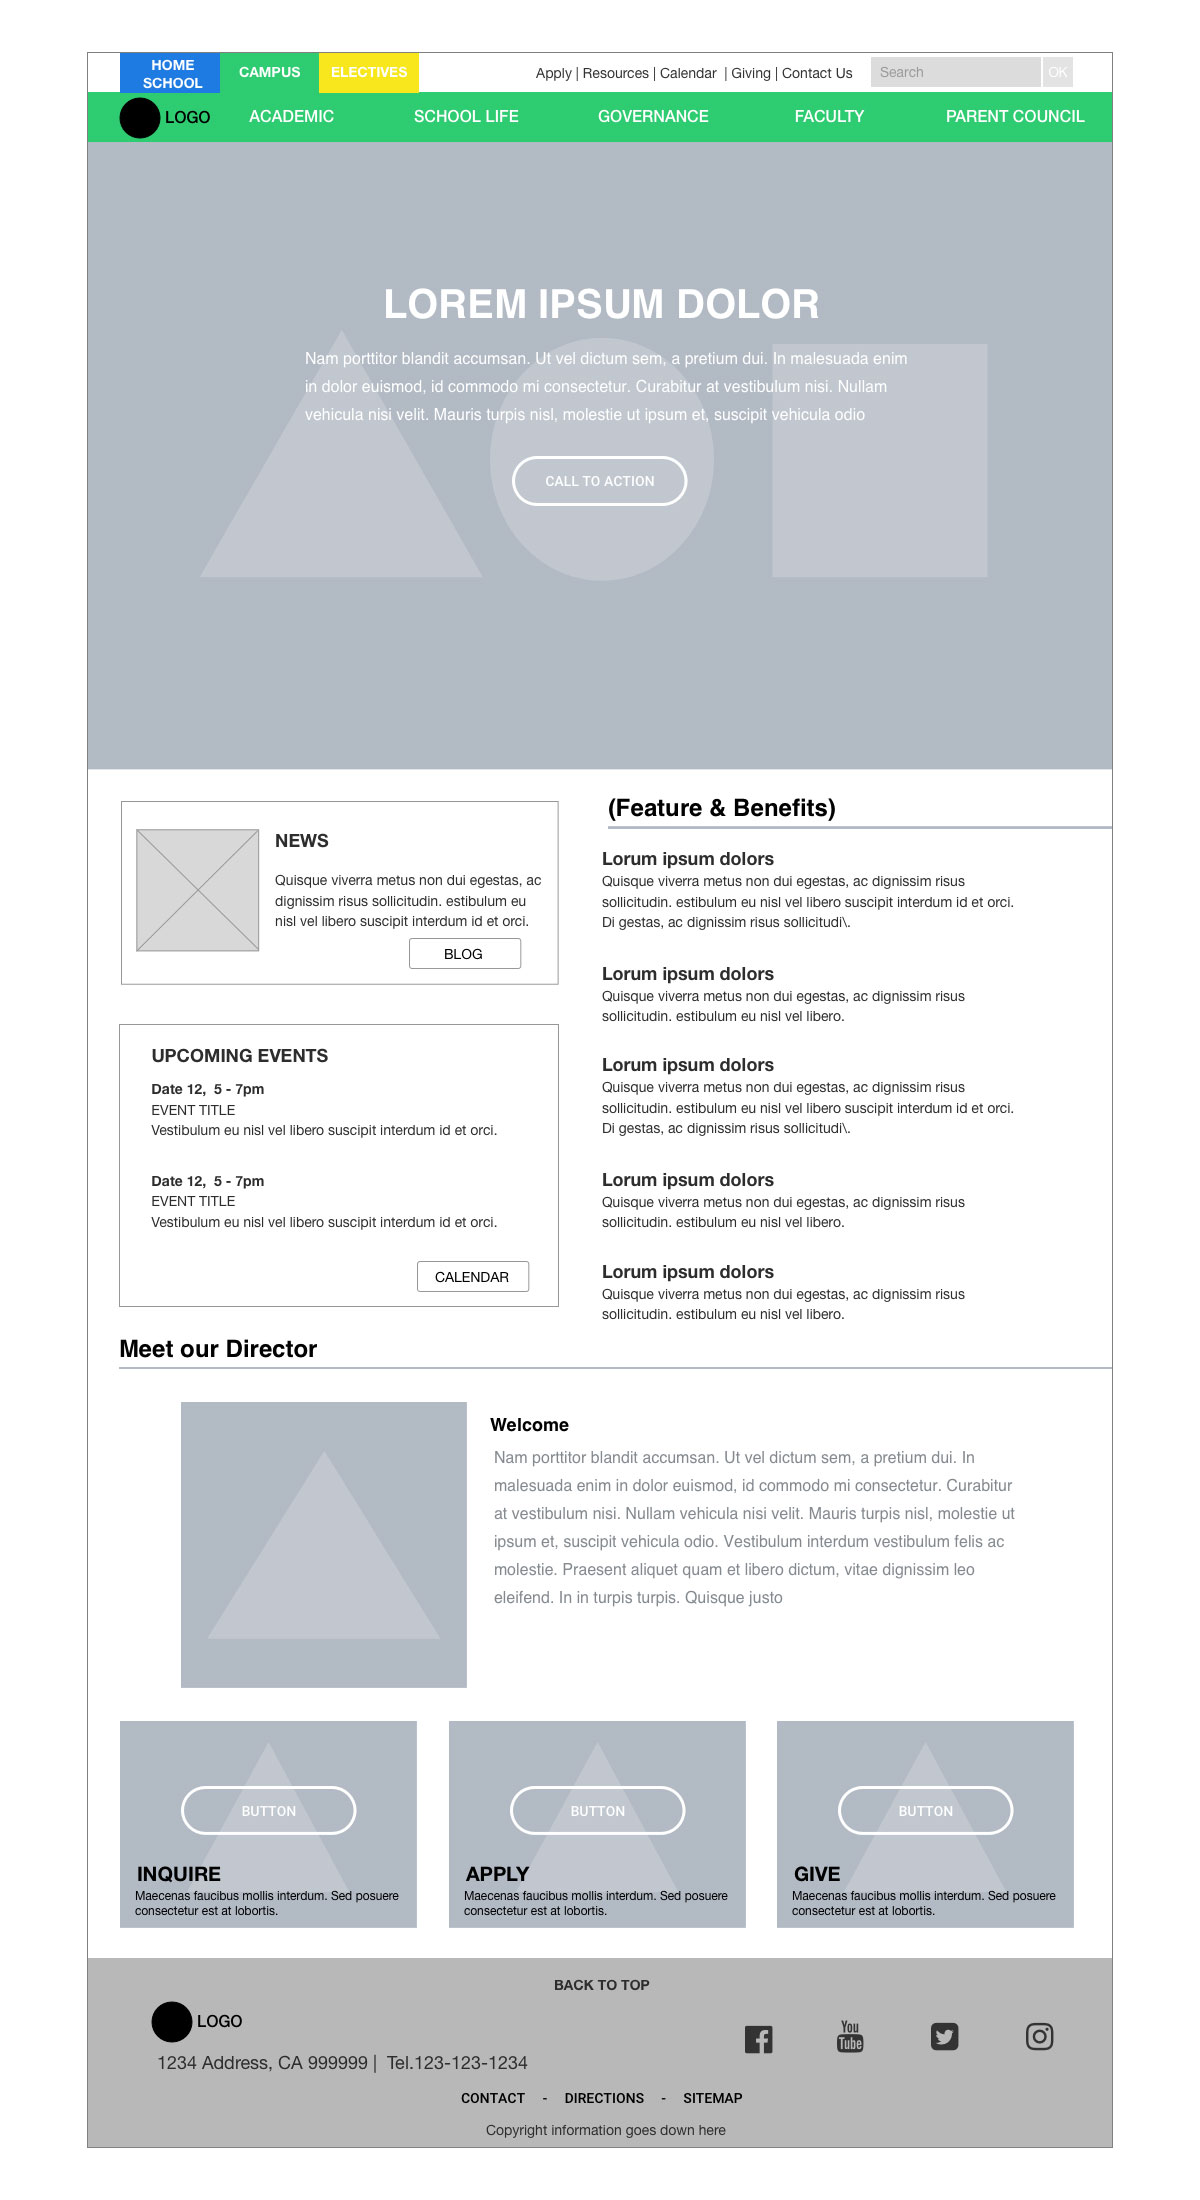 HOME
SCHOOL
CAMPUS
ELECTIVES
Apply | Resources | Calendar  | Giving | Contact Us
Search
OK
LOGO
ACADEMIC
SCHOOL LIFE
GOVERNANCE
FACULTY
PARENT COUNCIL
LOREM IPSUM DOLOR
Nam porttitor blandit accumsan. Ut vel dictum sem, a pretium dui. In malesuada enim
in dolor euismod, id commodo mi consectetur. Curabitur at vestibulum nisi. Nullam
vehicula nisi velit. Mauris turpis nisl, molestie ut ipsum et, suscipit vehicula odio
CALL TO ACTION
NEWS
Quisque viverra metus non dui egestas, ac
dignissim risus sollicitudin. estibulum eu
nisl vel libero suscipit interdum id et orci.
BLOG
UPCOMING EVENTS
Date 12,  5 - 7pm
EVENT TITLE
Vestibulum eu nisl vel libero suscipit interdum id et orci.
Date 12,  5 - 7pm
EVENT TITLE
Vestibulum eu nisl vel libero suscipit interdum id et orci.
CALENDAR
(Feature & Benefits)
Lorum ipsum dolors
Quisque viverra metus non dui egestas, ac dignissim risus
sollicitudin. estibulum eu nisl vel libero suscipit interdum id et orci.
Di gestas, ac dignissim risus sollicitudi\.
Lorum ipsum dolors
Quisque viverra metus non dui egestas, ac dignissim risus
sollicitudin. estibulum eu nisl vel libero.
Lorum ipsum dolors
Quisque viverra metus non dui egestas, ac dignissim risus
sollicitudin. estibulum eu nisl vel libero suscipit interdum id et orci.
Di gestas, ac dignissim risus sollicitudi\.
Lorum ipsum dolors
Quisque viverra metus non dui egestas, ac dignissim risus
sollicitudin. estibulum eu nisl vel libero.
Lorum ipsum dolors
Quisque viverra metus non dui egestas, ac dignissim risus
sollicitudin. estibulum eu nisl vel libero.
Meet our Director
Welcome
Nam porttitor blandit accumsan. Ut vel dictum sem, a pretium dui. In
malesuada enim in dolor euismod, id commodo mi consectetur. Curabitur
at vestibulum nisi. Nullam vehicula nisi velit. Mauris turpis nisl, molestie ut
ipsum et, suscipit vehicula odio. Vestibulum interdum vestibulum felis ac
molestie. Praesent aliquet quam et libero dictum, vitae dignissim leo
eleifend. In in turpis turpis. Quisque justo
BUTTON
INQUIRE
Maecenas faucibus mollis interdum. Sed posuere
consectetur est at lobortis.
BUTTON
APPLY
Maecenas faucibus mollis interdum. Sed posuere
consectetur est at lobortis.
BUTTON
GIVE
Maecenas faucibus mollis interdum. Sed posuere
consectetur est at lobortis.
BACK TO TOP
LOGO
You
Tube
1234 Address, CA 999999 |  Tel.123-123-1234
CONTACT - DIRECTIONS - SITEMAP
Copyright information goes down here